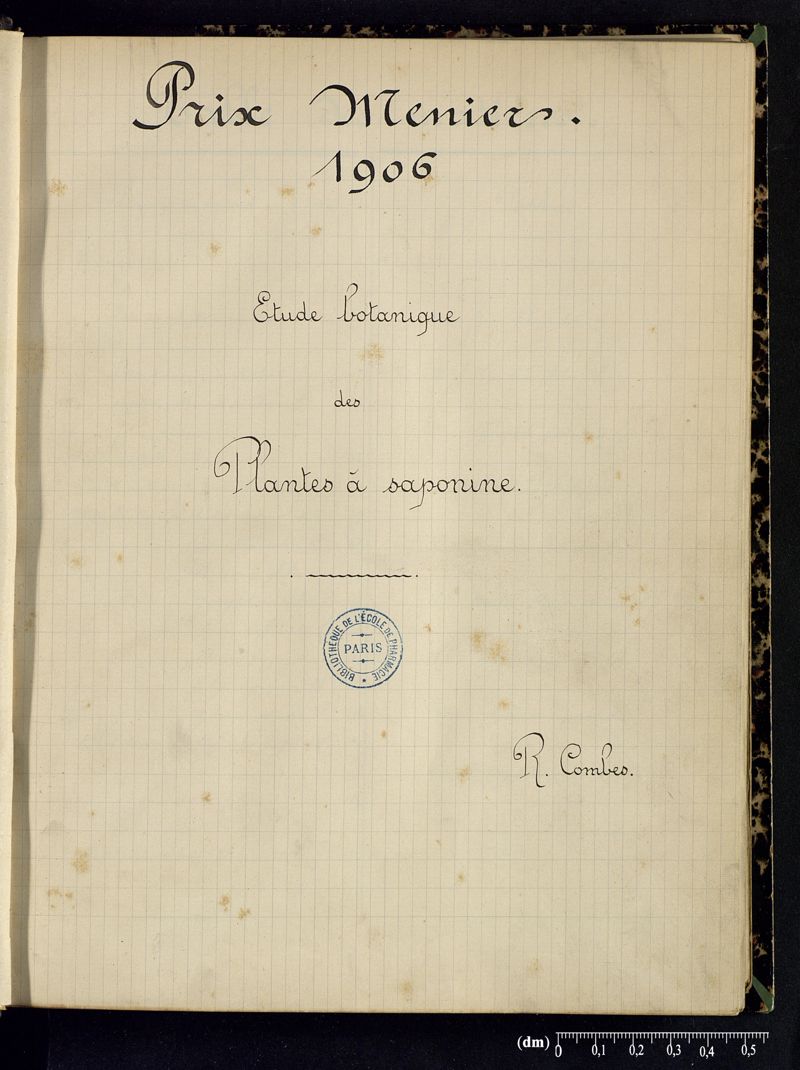 Prix Menier.
1906
Etude botanique
des
Plantes à saponine.
BIBLIOTHÈQUE DE L'ÉCOLE DE PHARMACIE
PARIS
R. Combes.
(dm) 0 0,1 0,2 0,3 0,4 0,5